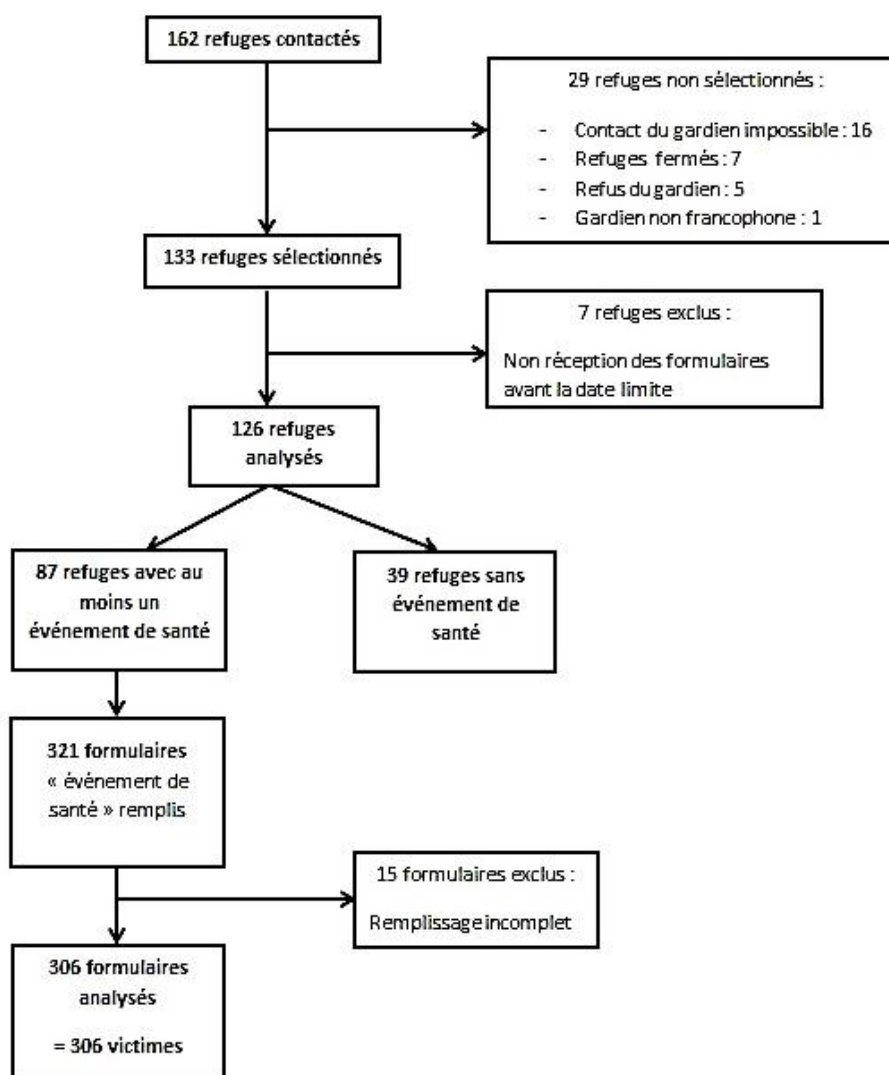 162 refuges contactés
29 refuges non sélectionnés :
- Contact du gardien impossible : 16
- Refuges fermés : 7
- Refus du gardien : 5
- Gardien non francophone : 1
133 refuges sélectionnés
7 refuges exclus :
Non réception des formulaires
avant la date limite
126 refuges
analysés
87 refuges avec au
moins un
événement de santé
39 refuges sans
événement de
santé
321 formulaires
« événement de
santé » remplis
15 formulaires exclus :
Remplissage incomplet
306 formulaires
analysés
= 306 victimes